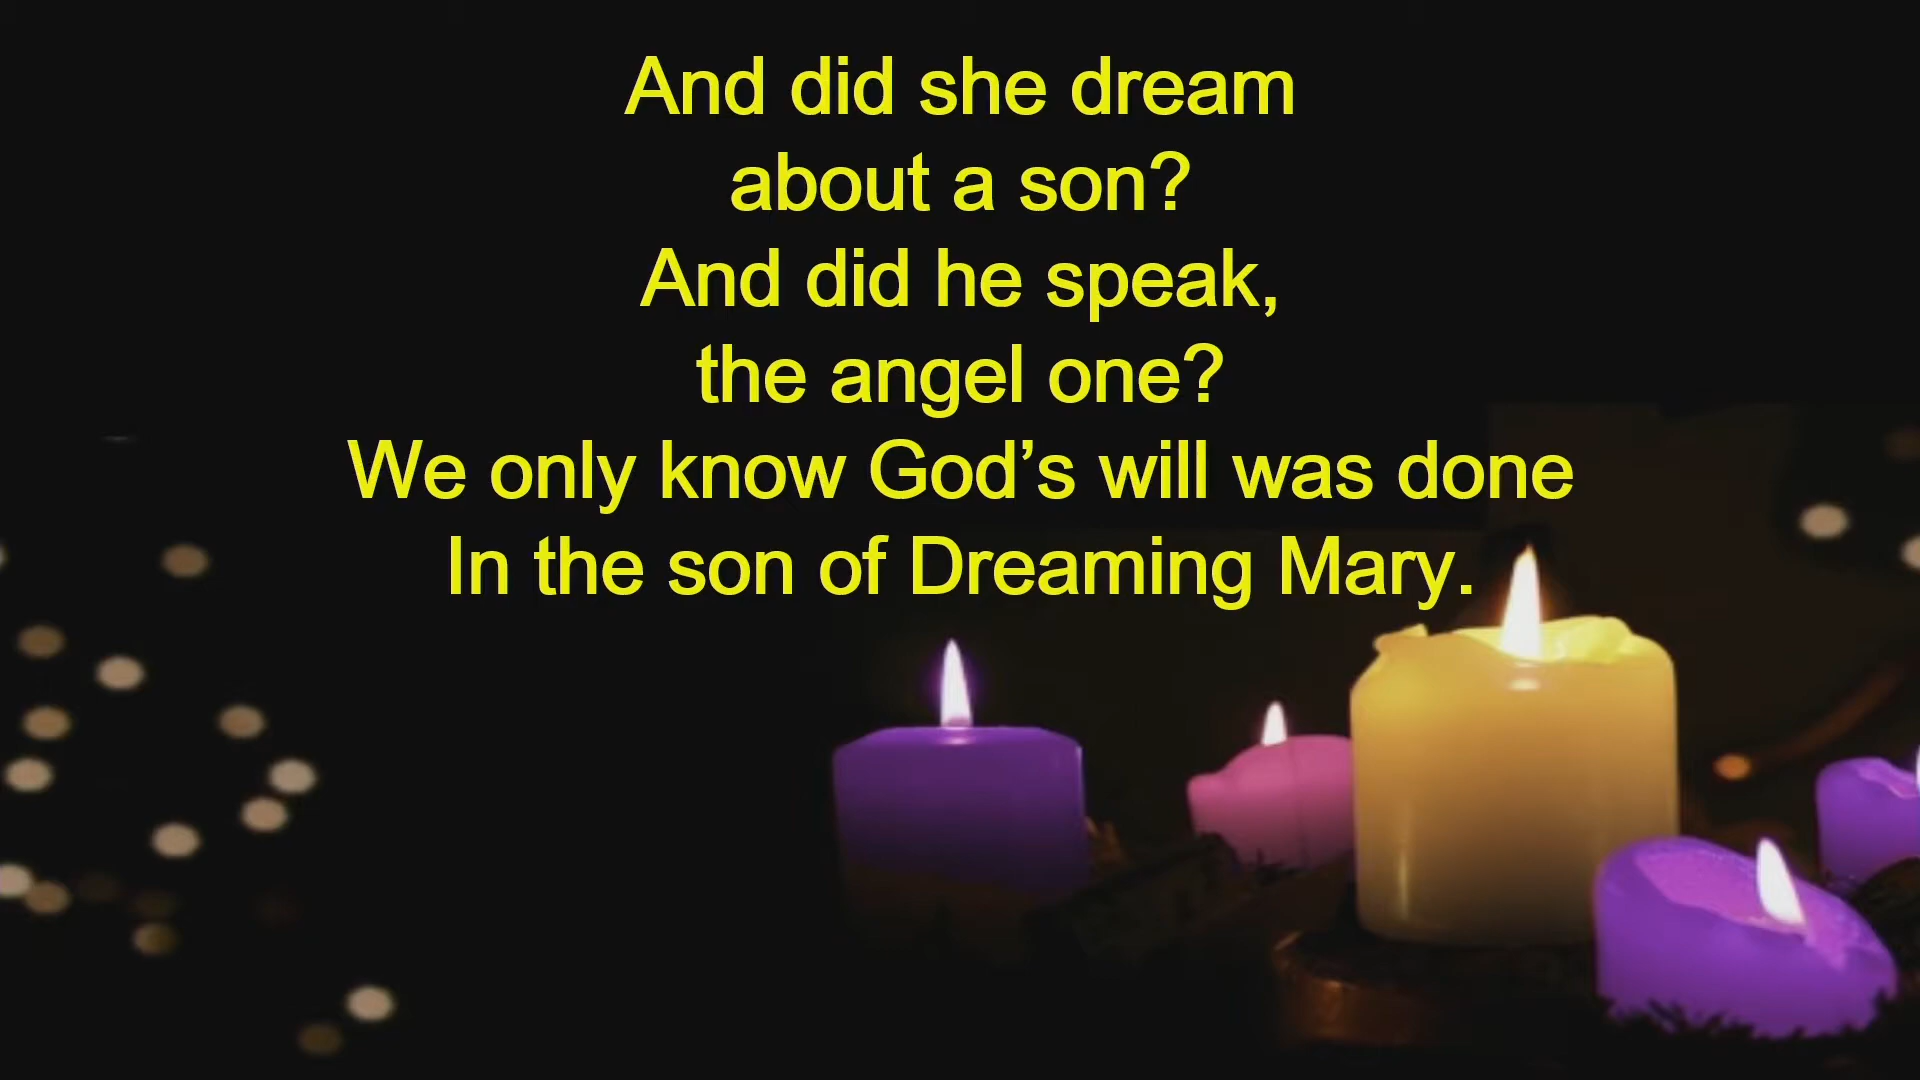 And did she dream
about a son?
And did he speak,
the angel one?
We only know God’s will was done
In the son of Dreaming Mary.